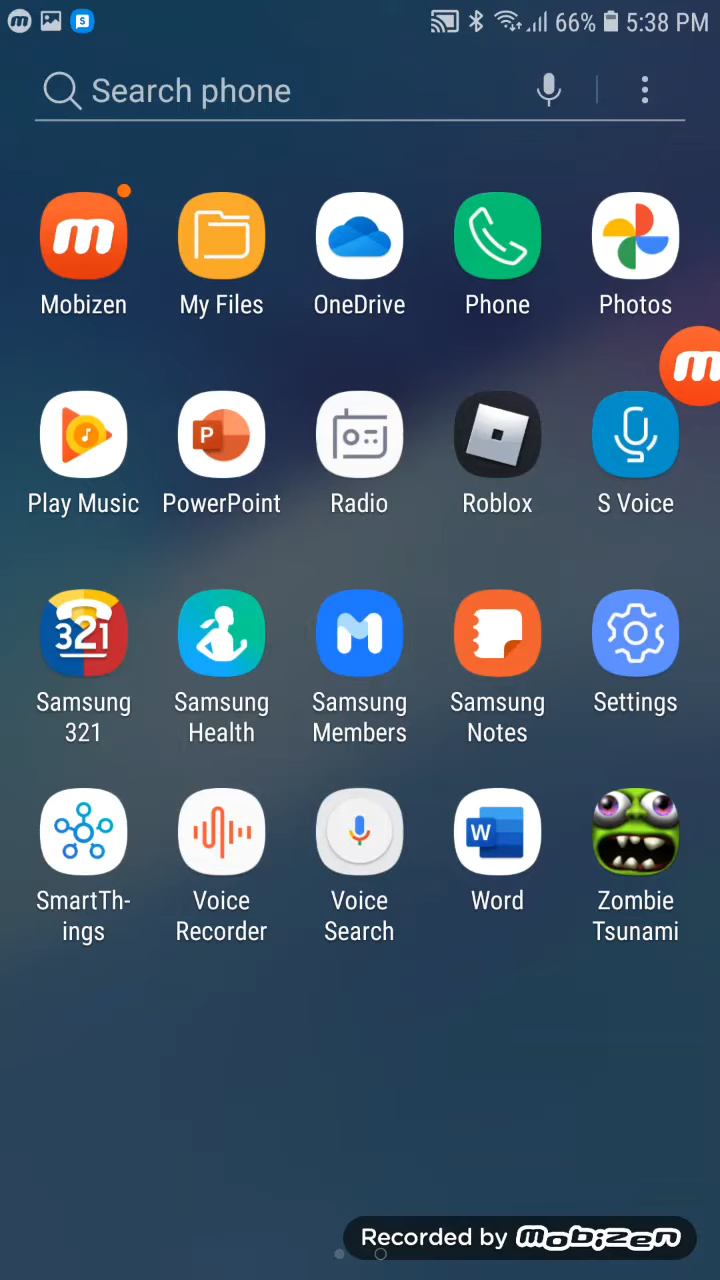 66% 5:38 PM
Search phone
Mobizen My Files OneDrive Phone Photos
Play Music PowerPoint Radio Roblox S Voice
P
321
Samsung Samsung Samsung Samsung Settings
321 Health Members Notes
W
SmartTh- Voice Voice Word Zombie
ings Recorder Search Tsunami
Recorded by mobizen